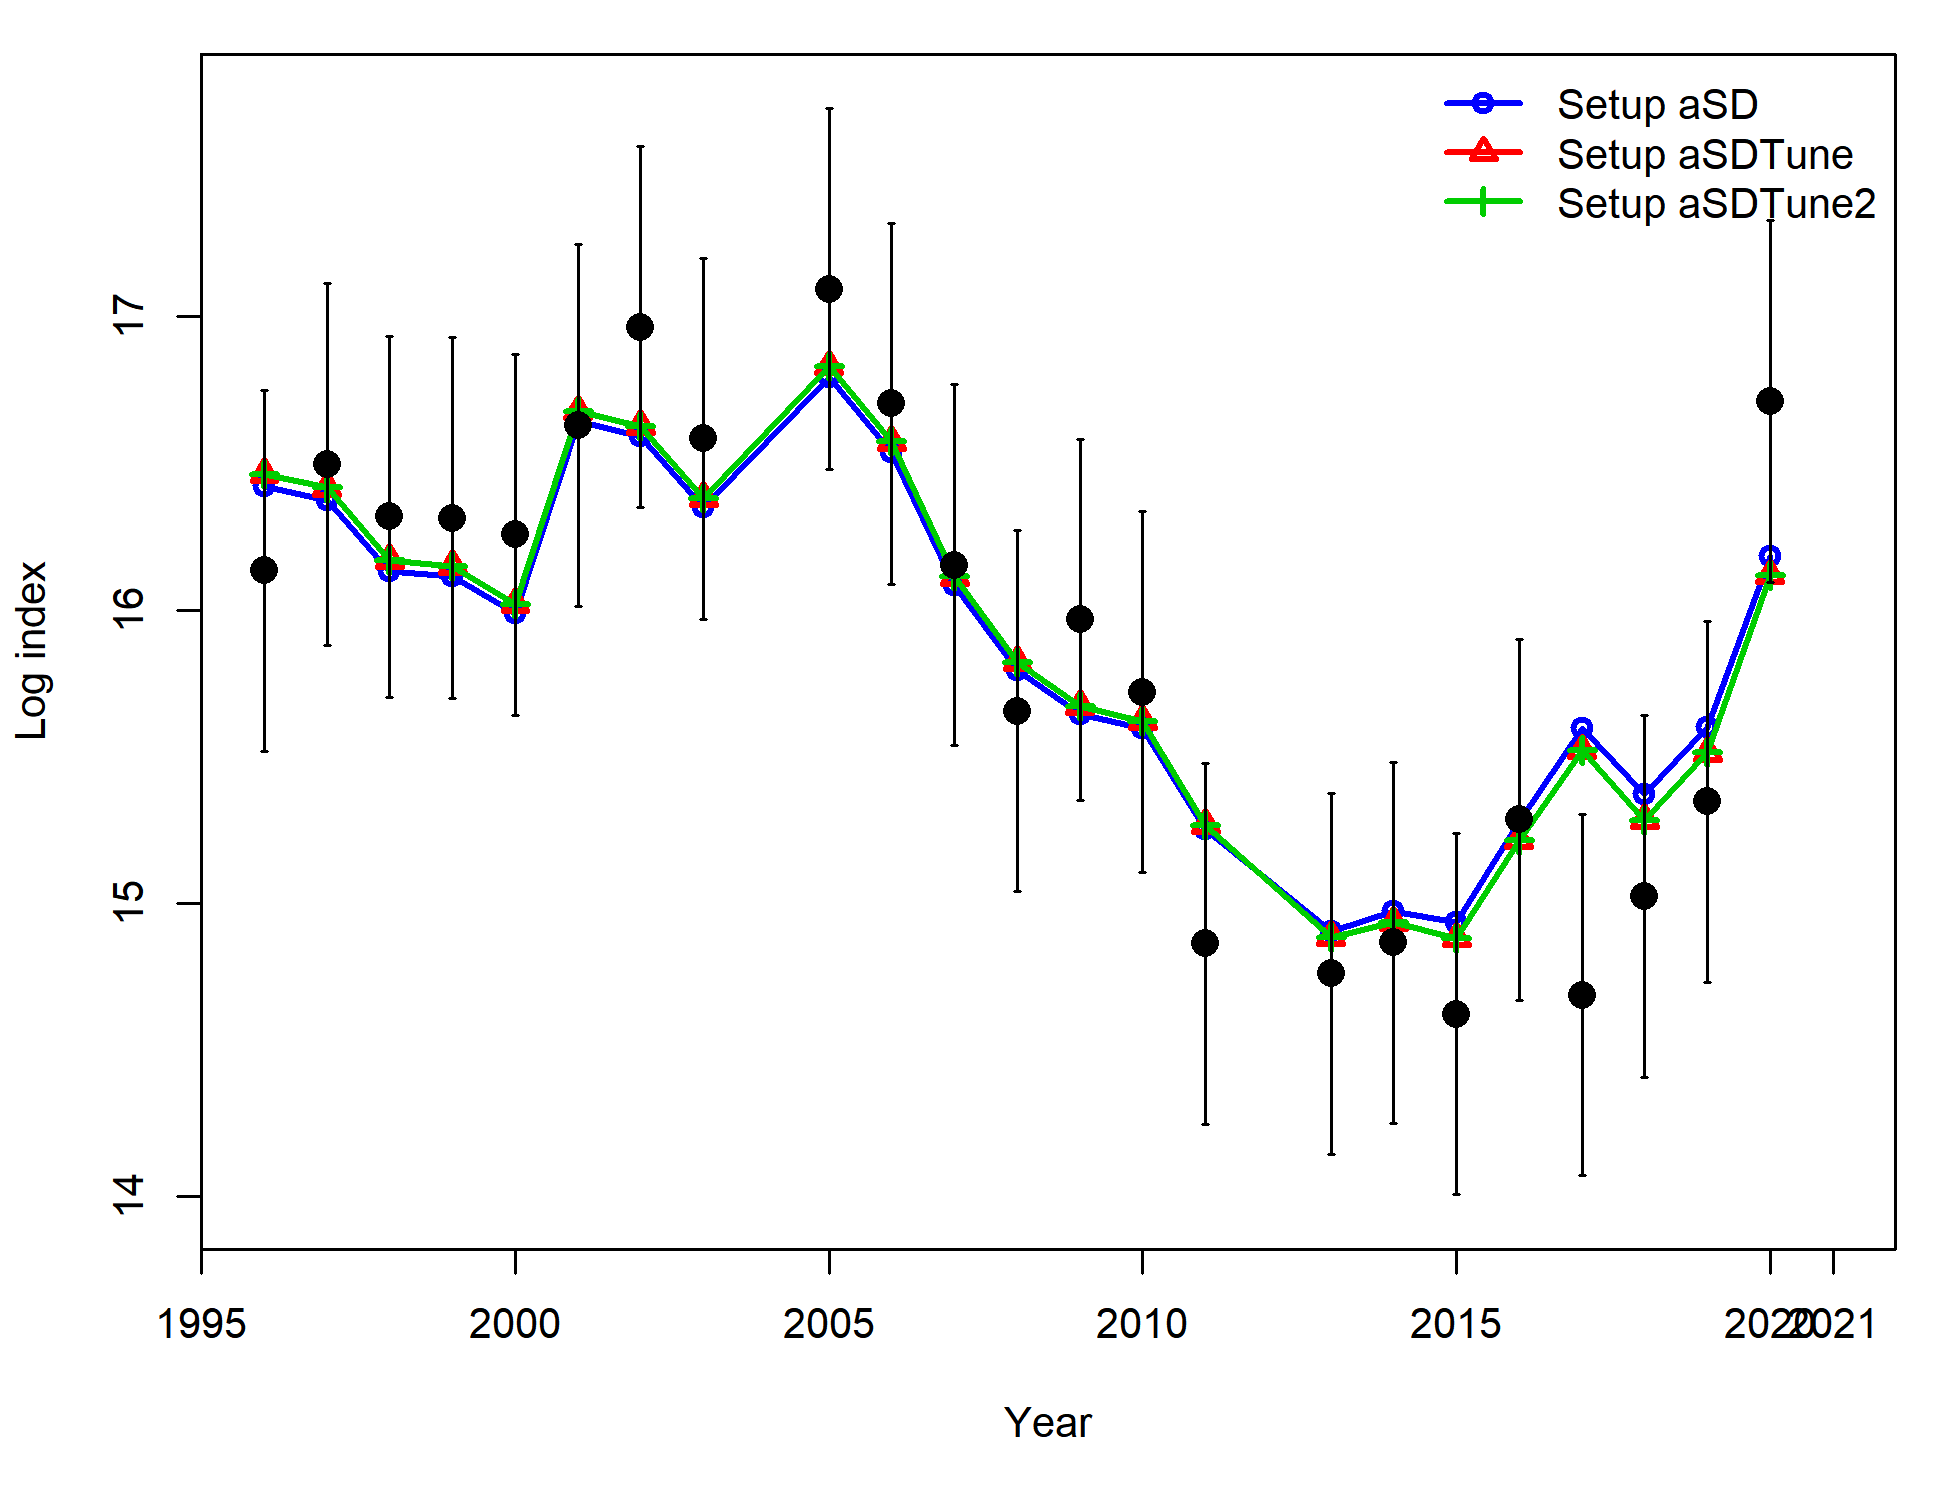 Setup aSD
Setup aSDTune
Setup aSDTune2
17
16
15
14
Log index
1995 2000 2005 2010 2015 2020 2021
Year